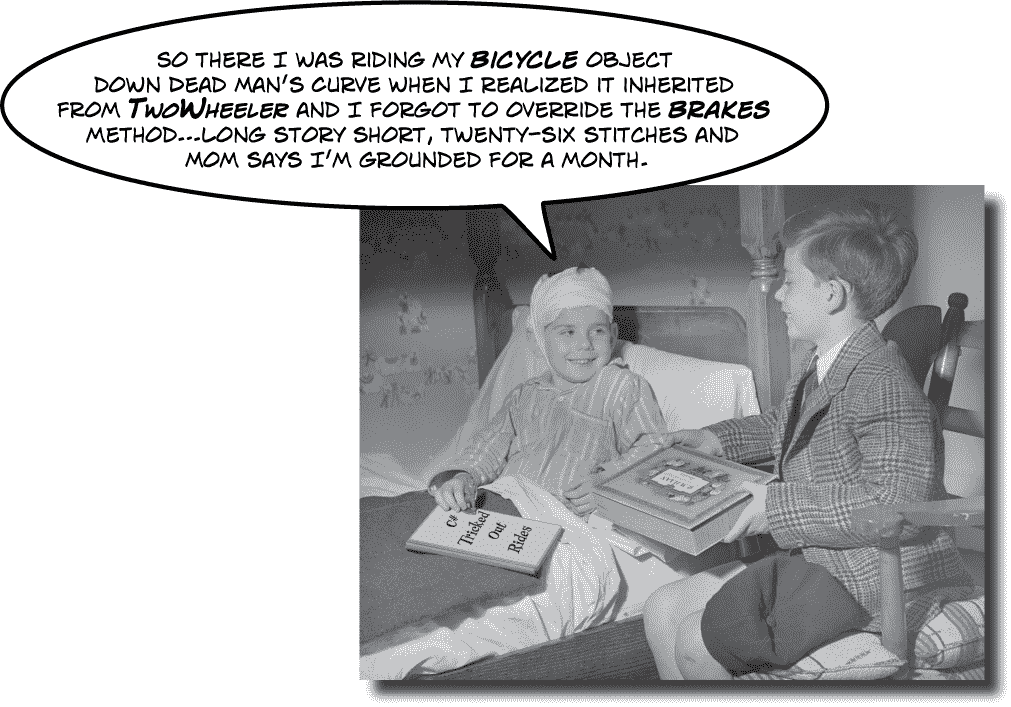 SO THERE I WAS RIDING MY BICYCLE OBJECT
DOWN DEAD MAN'S CURVE WHEN I REALIZED IT INHERITED
FROM TWOWHEELER AND I FORGOT TO OVERRIDE THE BRAKES
METHOD...LONG STORY SHORT, TWENTY-SIX STITCHES AND
MOM SAYS I'M GROUNDED FOR A MONTH.
C#
Tricked
Out
Rides